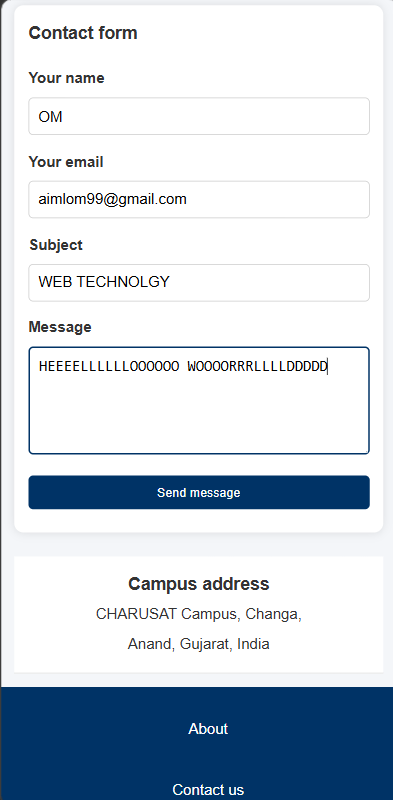 Contact form
Your name
OM
Your email
aimlom99@gmail.com
Subject
WEB TECHNOLGY
Message
HEEEELLLLLLOOOOOO WOOOORRRLLLLDDDDD
Send message
Campus address
CHARUSAT Campus, Changa,
Anand, Gujarat, India
About
Contact us